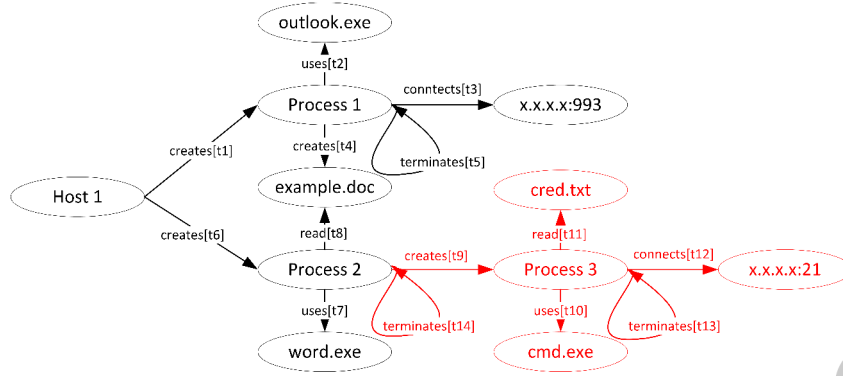 outlook.exe
uses[t2]
Process 1
conntects[t3]
x.x.x.x:993
creates[t1]
creates[t4]
terminates[t5]
Host 1
example.doc
cred.txt
creates[t6]
read[t8]
read[t11]
Process 2
creates[t9]
Process 3
connects[t12]
x.x.x.x:21
uses[t7]
terminates[t14]
uses[t10]
terminates[t13]
word.exe
cmd.exe